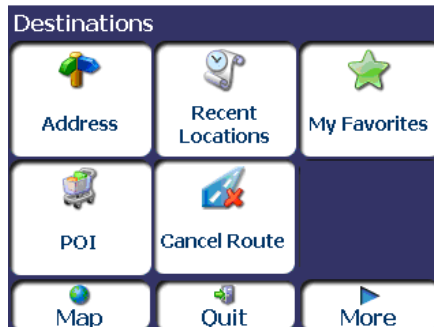 Destinations
Address
Recent
Locations
My Favorites
POI
Cancel Route
Map
Quit
More